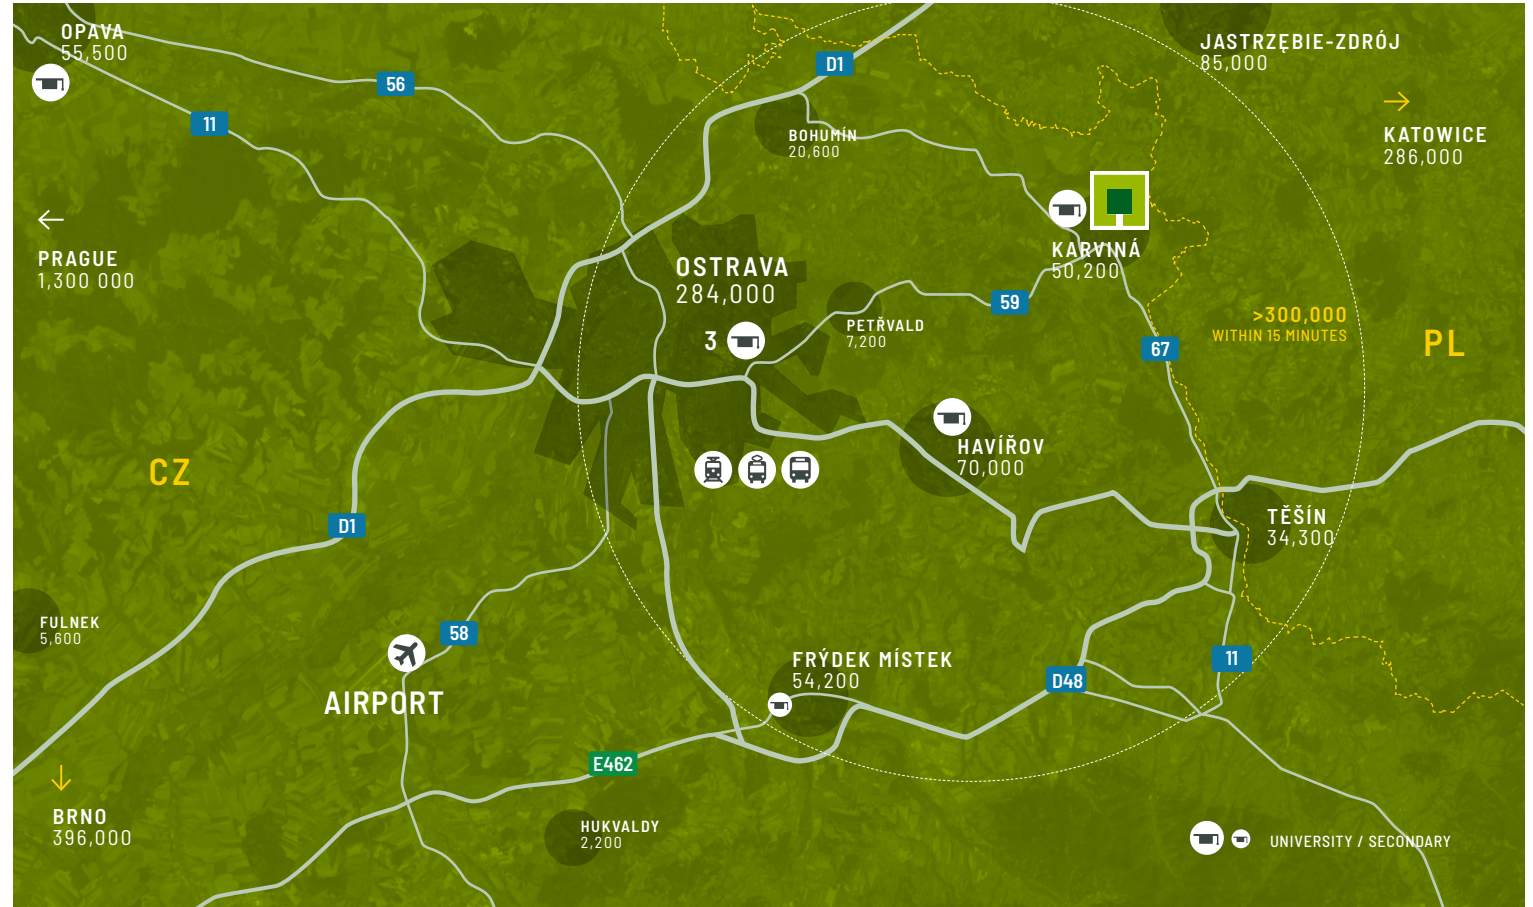 OPAVA
55,500
56
11
D1
JASTRZĘBIE-ZDRÓJ
85,000
KATOWICE
286,000
BOHUMÍN
20,600
PRAGUE
1,300 000
OSTRAVA
284,000
KARVINÁ
50,200
59
PETŘVALD
7,200
3
67
>300,000
WITHIN 15 MINUTES
PL
HAVÍŘOV
70,000
CZ
D1
TĚŠÍN
34,300
FULNEK
5,600
58
AIRPORT
FRÝDEK MÍSTEK
54,200
D48
11
E462
BRNO
396,000
HUKVALDY
2,200
UNIVERSITY / SECONDARY